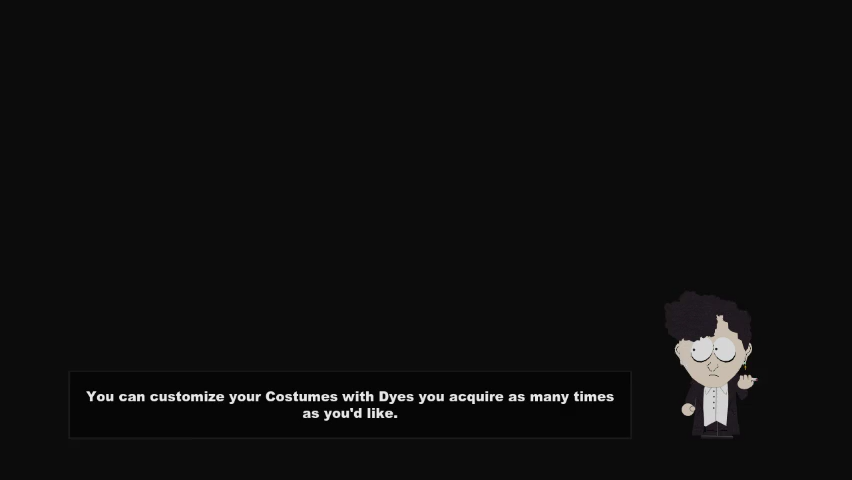 You can customize your Costumes with Dyes you acquire as many times
as you'd like.